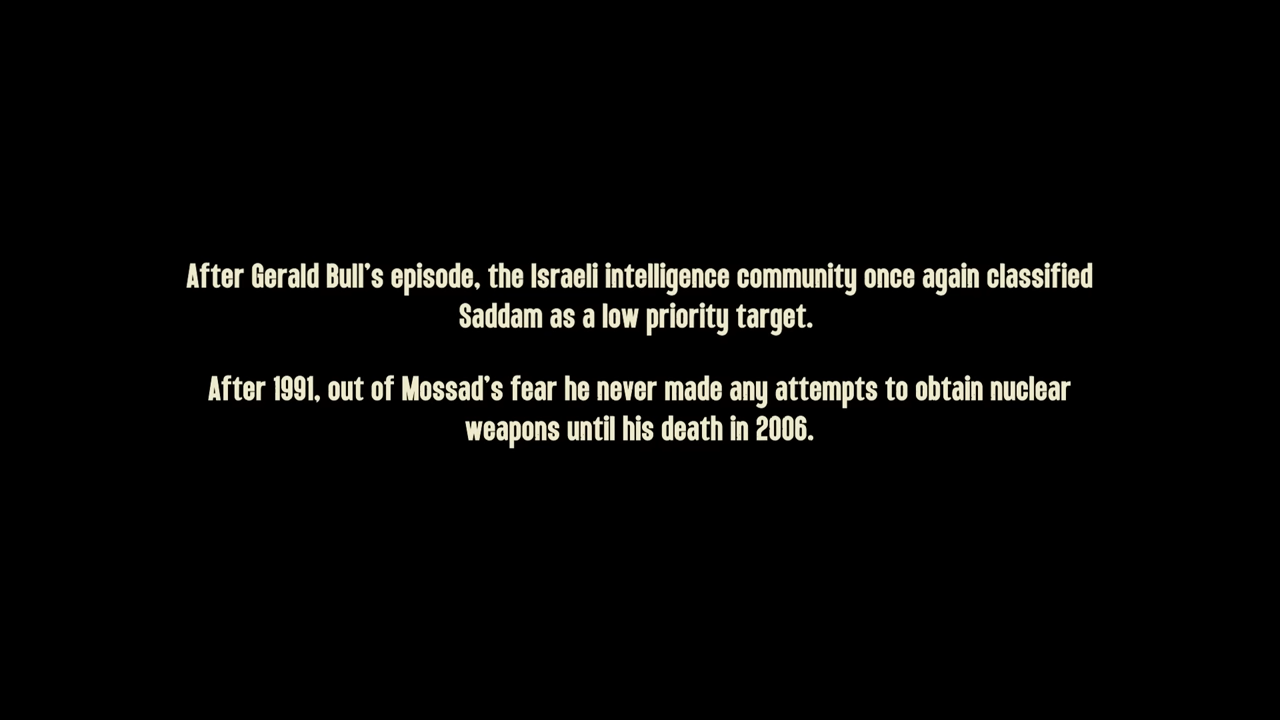 After Gerald Bull's episode, the Israeli intelligence community once again classified
Saddam as a low priority target.
After 1991, out of Mossad's fear he never made any attempts to obtain nuclear
weapons until his death in 2006.